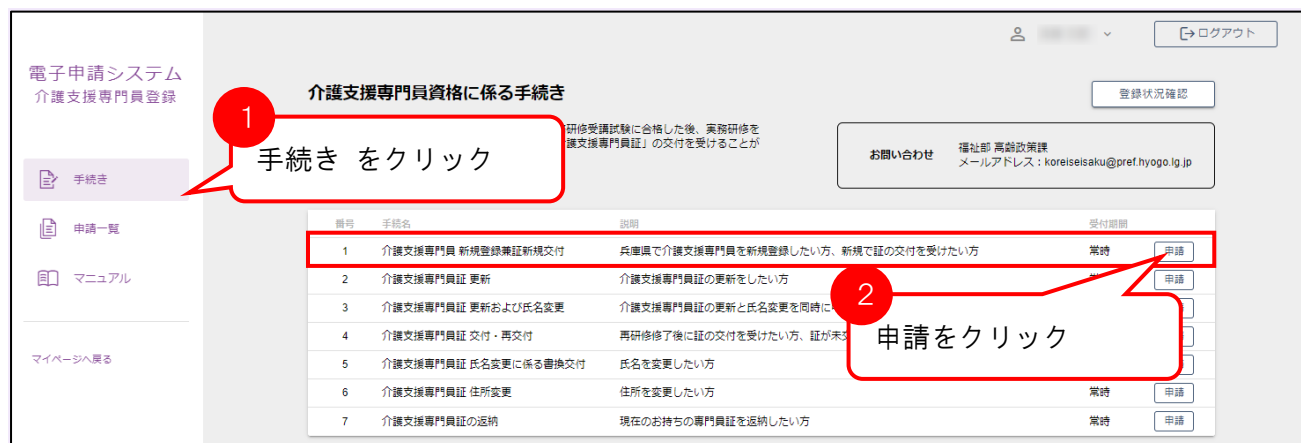 ログアウト
電子申請システム
介護支援専門員登録
介護支援専門員資格に係る手続き
登録状況確認
1
手続き をクリック
研修受講試験に合格した後、実務研修を
護支援専門員証」の交付を受けることが
お問い合わせ
福祉部 高齢政策課
メールアドレス：koreiseisaku@pref.hyogo.lg.jp
手続き
申請一覧
マニュアル
マイページへ戻る
番号 手続名 説明 受付期間
1 介護支援専門員 新規登録兼証新規交付 兵庫県で介護支援専門員を新規登録したい方、新規で証の交付を受けたい方 常時 申請
2 介護支援専門員証 更新 介護支援専門員証の更新をしたい方 申請
3 介護支援専門員証 更新および氏名変更 介護支援専門員証の更新と氏名変更を同時に
4 介護支援専門員証 交付・再交付 再研修修了後に証の交付を受けたい方、証が未
5 介護支援専門員証 氏名変更に係る書換交付 氏名を変更したい方
6 介護支援専門員証 住所変更 住所を変更したい方 常時 申請
7 介護支援専門員証の返納 現在のお持ちの専門員証を返納したい方 常時 申請
2
申請をクリック